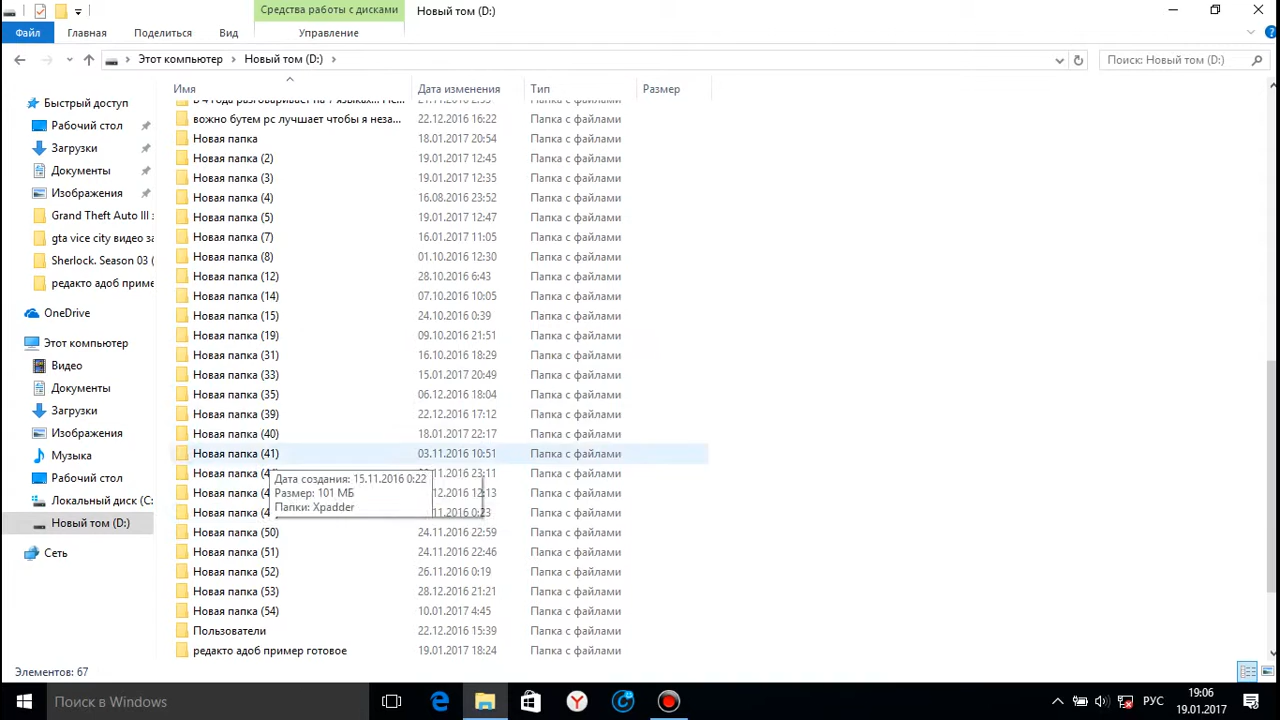 Средства работы с дисками
Новый том (D:)
Файл
Главная
Поделиться
Вид
Управление
Этот компьютер
Новый том (D:)
Поиск: Новый том (D:)
Имя
Дата изменения
Тип
Размер
В 4 года разговаривает на 7 языках... Папка с файлами
вожно бутем рс лучшает чтобы я неза... 22.12.2016 16:22 Папка с файлами
Новая папка 18.01.2017 20:54 Папка с файлами
Новая папка (2) 19.01.2017 12:45 Папка с файлами
Новая папка (3) 19.01.2017 12:35 Папка с файлами
Новая папка (4) 16.08.2016 23:52 Папка с файлами
Новая папка (5) 19.01.2017 12:47 Папка с файлами
Новая папка (7) 16.01.2017 11:05 Папка с файлами
Новая папка (8) 01.10.2016 12:30 Папка с файлами
Новая папка (12) 28.10.2016 6:43 Папка с файлами
Новая папка (14) 07.10.2016 10:05 Папка с файлами
Новая папка (15) 24.10.2016 0:39 Папка с файлами
Новая папка (19) 09.10.2016 21:51 Папка с файлами
Новая папка (31) 16.10.2016 18:29 Папка с файлами
Новая папка (33) 15.01.2017 20:49 Папка с файлами
Новая папка (35) 06.12.2016 18:04 Папка с файлами
Новая папка (39) 22.12.2016 17:12 Папка с файлами
Новая папка (40) 18.01.2017 22:17 Папка с файлами
Новая папка (41) 03.11.2016 10:51 Папка с файлами
Новая папка (4 .11.2016 23:11 Папка с файлами
Новая папка (4 .12.2016 12:13 Папка с файлами
Новая папка (4 .11.2016 0:23 Папка с файлами
Дата создания: 15.11.2016 0:22
Размер: 101 МБ
Папки: Xpadder
Новая папка (50) 24.11.2016 22:59 Папка с файлами
Новая папка (51) 24.11.2016 22:46 Папка с файлами
Новая папка (52) 26.11.2016 0:19 Папка с файлами
Новая папка (53) 28.12.2016 21:21 Папка с файлами
Новая папка (54) 10.01.2017 4:45 Папка с файлами
Пользователи 22.12.2016 15:39 Папка с файлами
редакто адоб пример готовое 19.01.2017 18:24 Папка с файлами
Быстрый доступ
Рабочий стол
Загрузки
Документы
Изображения
Grand Theft Auto III з
gta vice city видео за
Sherlock. Season 03 (
редакто адоб приме
OneDrive
Этот компьютер
Видео
Документы
Загрузки
Изображения
Музыка
Рабочий стол
Локальный диск (C:
Новый том (D:)
Сеть
Элементов: 67
Поиск в Windows
РУС
19:06
19.01.2017